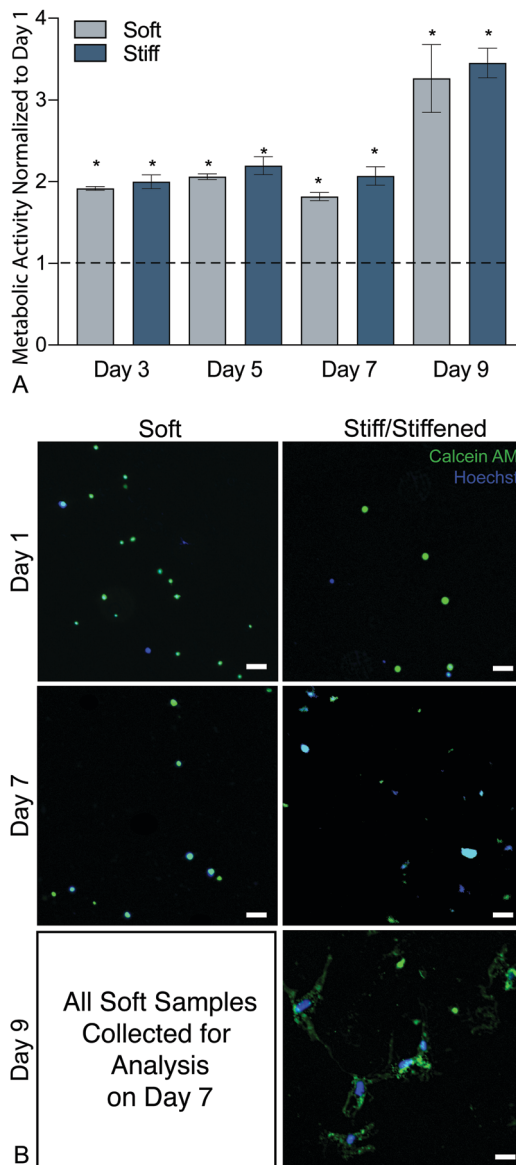 Metabolic Activity Normalized to Day 1
4
3
2
1
0
Soft
Stiff
* * * * * * * *
Day 3 Day 5 Day 7 Day 9
A
Soft Stiff/Stiffened
Calcein AM
Hoechst
Day 1
Day 7
Day 9
All Soft Samples
Collected for
Analysis
on Day 7
B